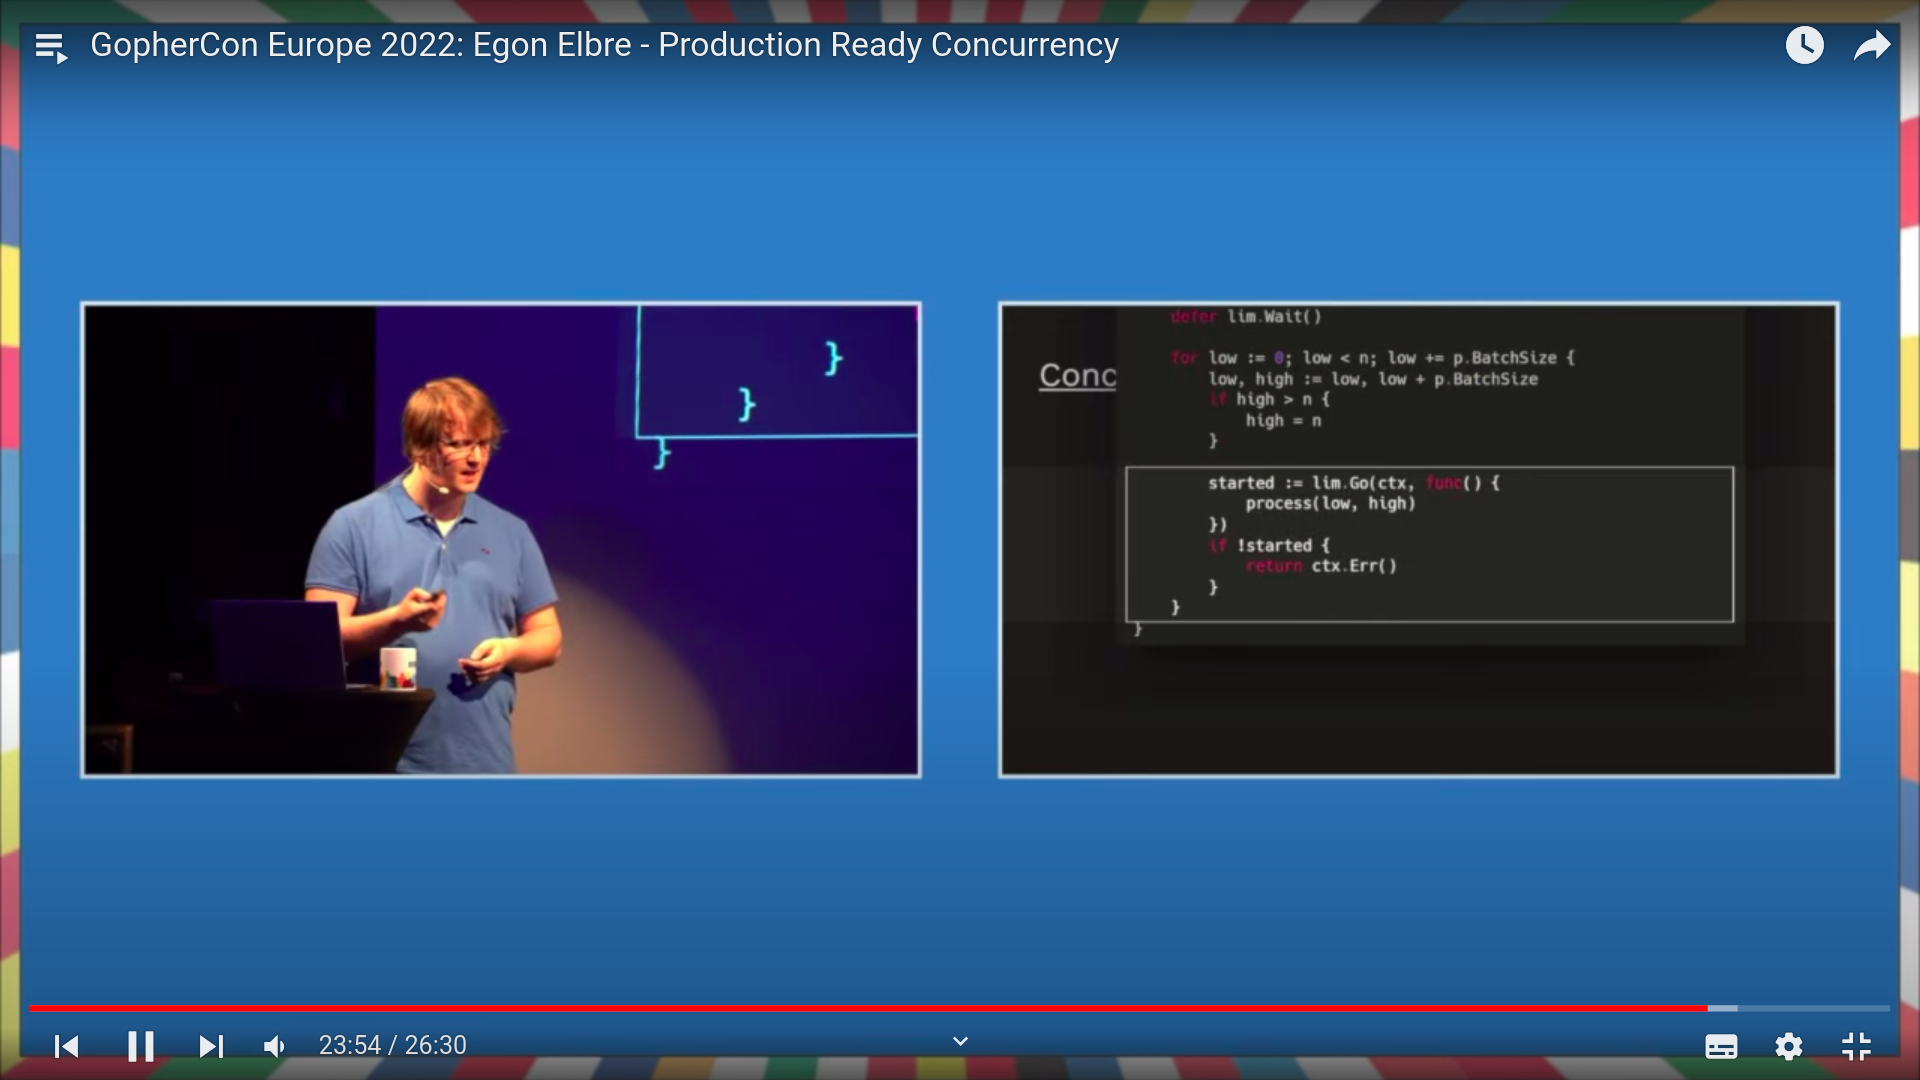 GopherCon Europe 2022: Egon Elbre - Production Ready Concurrency
}
}
}
Conc
defer lim.Wait()
for low := 0; low < n; low += p.BatchSize {
low, high := low, low + p.BatchSize
if high > n {
high = n
}
started := lim.Go(ctx, func() {
process(low, high)
})
if !started {
return ctx.Err()
}
}
}
23:54 / 26:30